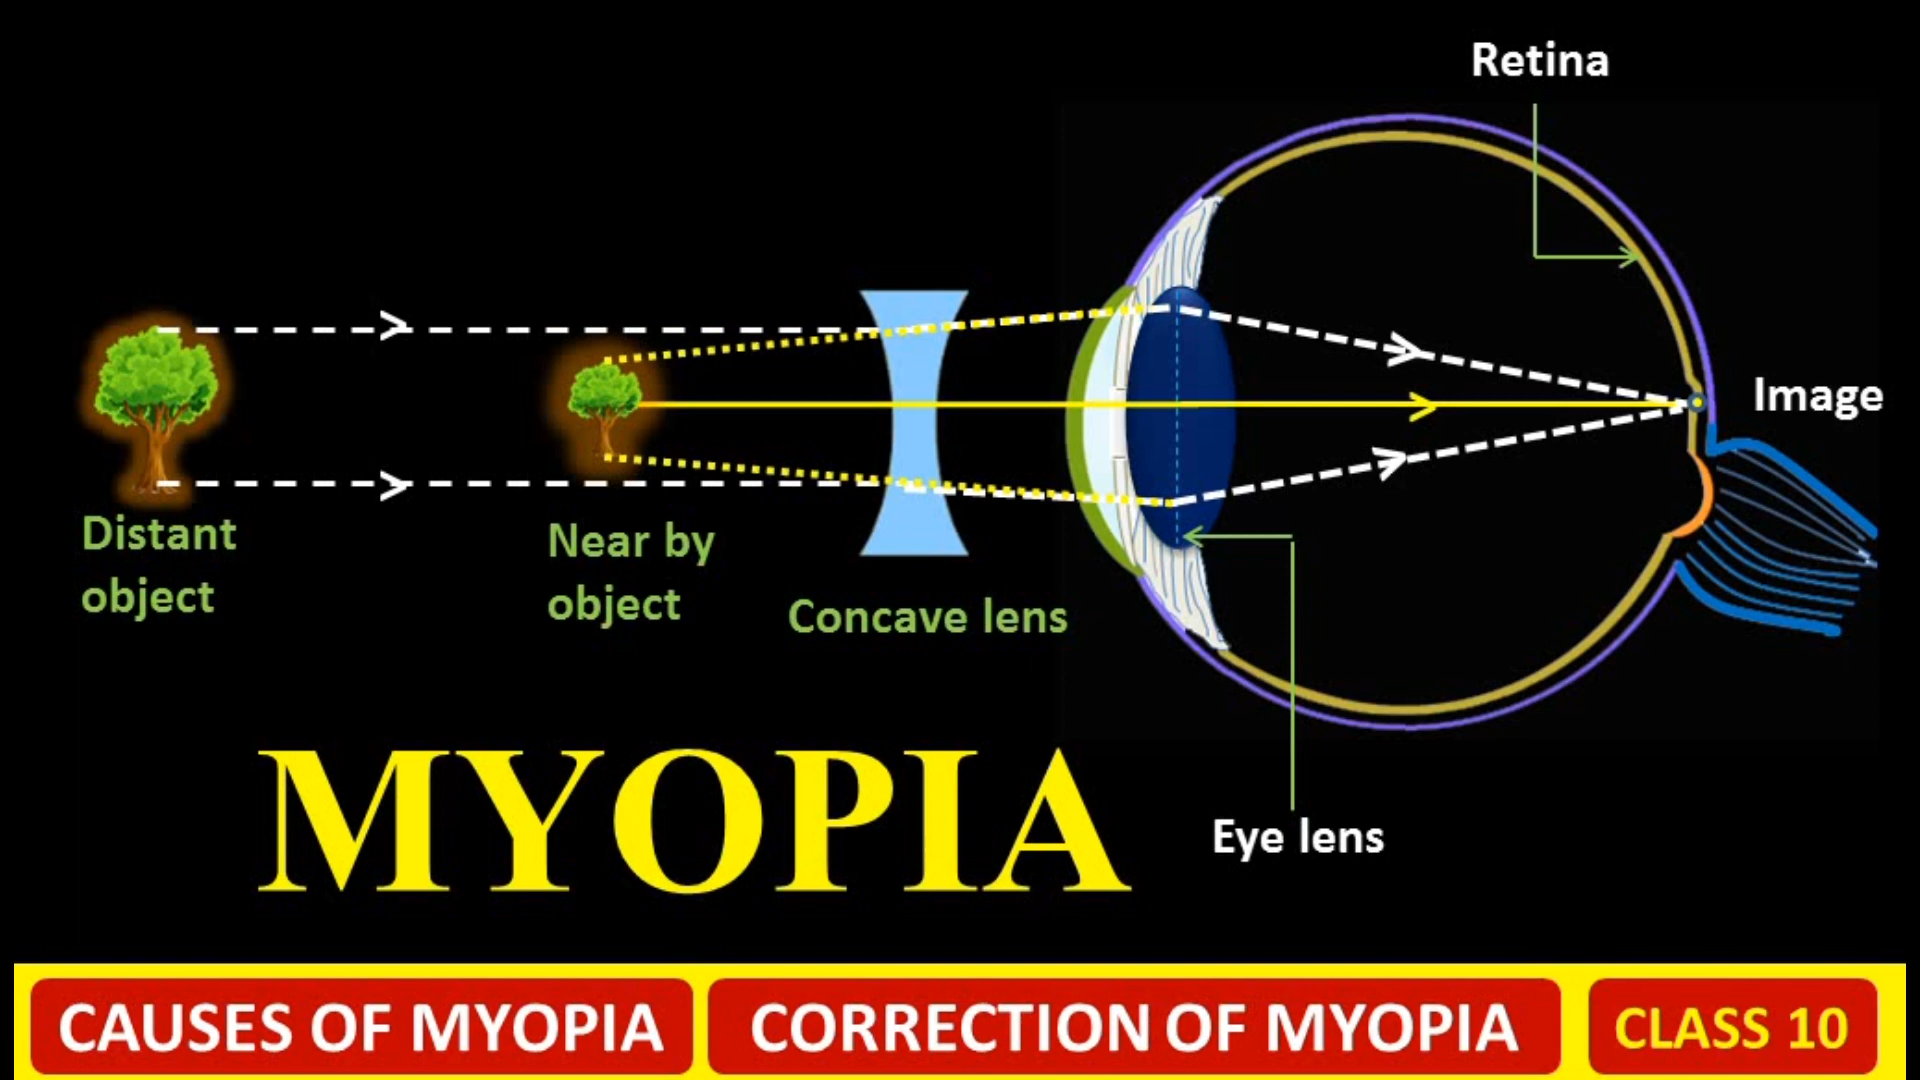 Retina
Image
Distant
object
Near by
object
Concave lens
Eye lens
MYOPIA
CAUSES OF MYOPIA
CORRECTION OF MYOPIA
CLASS 10